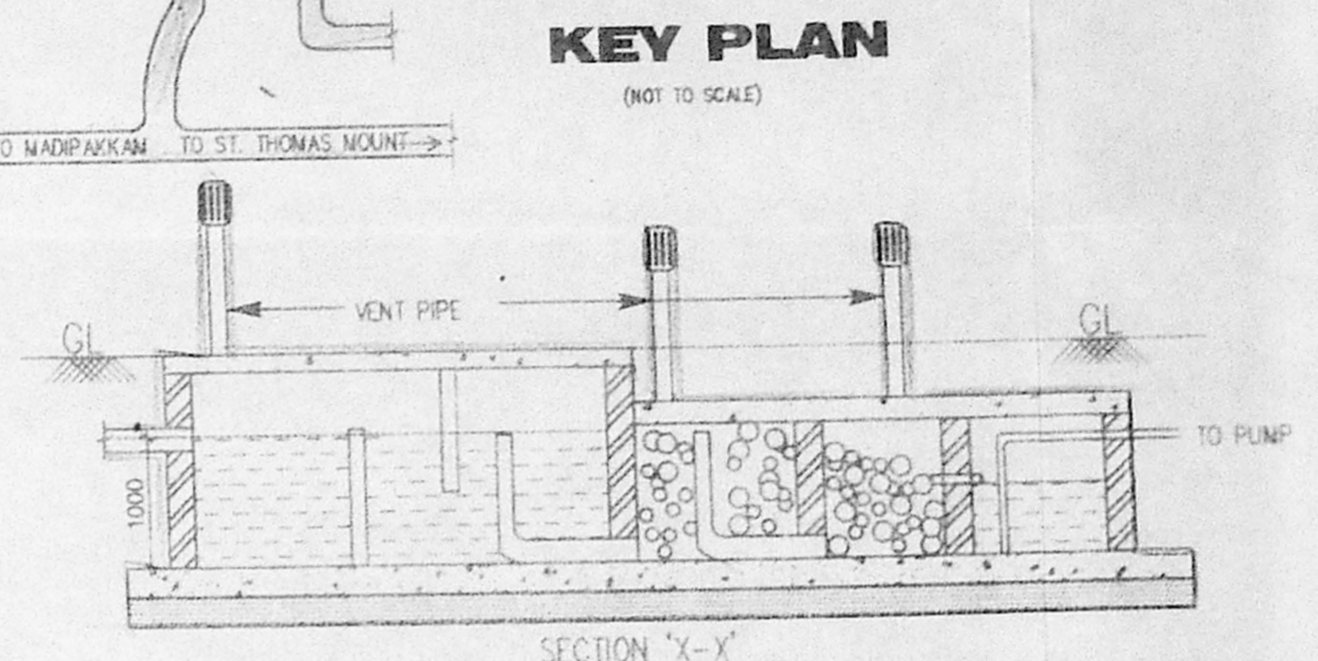 KEY PLAN
(NOT TO SCALE)
O MADIPAKKAM TO ST. THOMAS MOUNT
VENT PIPE
GL
GL
TO PUMP
1000
SECTION 'X-X'